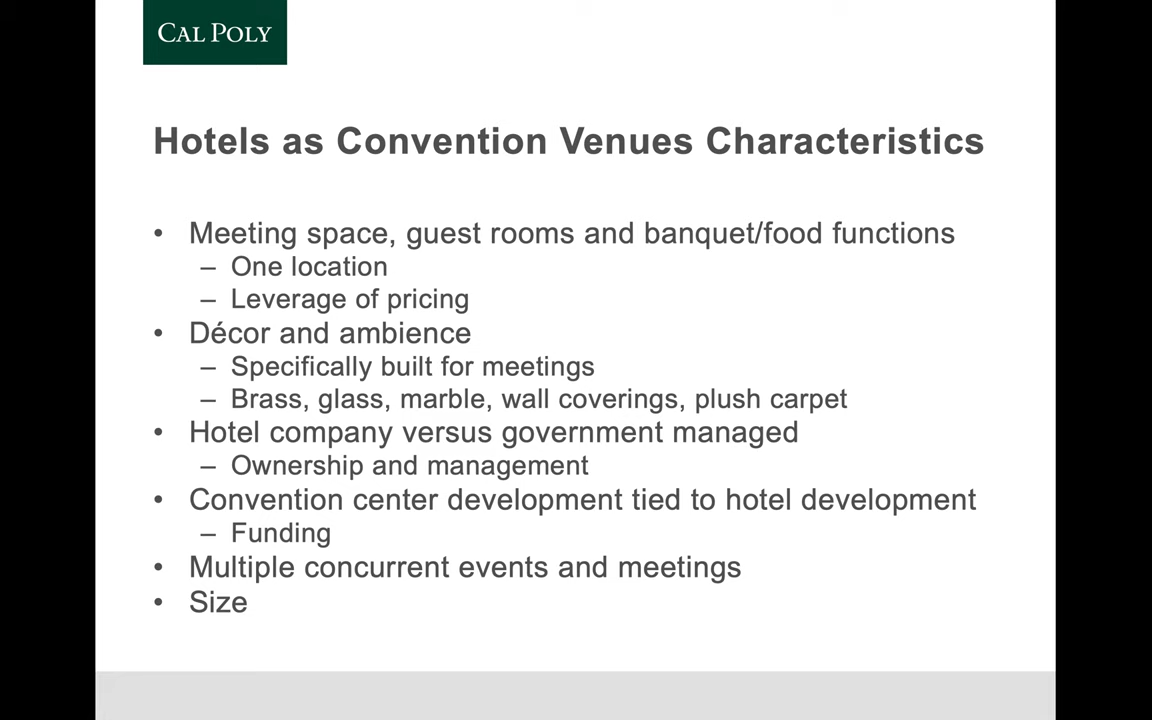 CAL POLY
Hotels as Convention Venues Characteristics
• Meeting space, guest rooms and banquet/food functions
– One location
– Leverage of pricing
• Décor and ambience
– Specifically built for meetings
– Brass, glass, marble, wall coverings, plush carpet
• Hotel company versus government managed
– Ownership and management
• Convention center development tied to hotel development
– Funding
• Multiple concurrent events and meetings
• Size